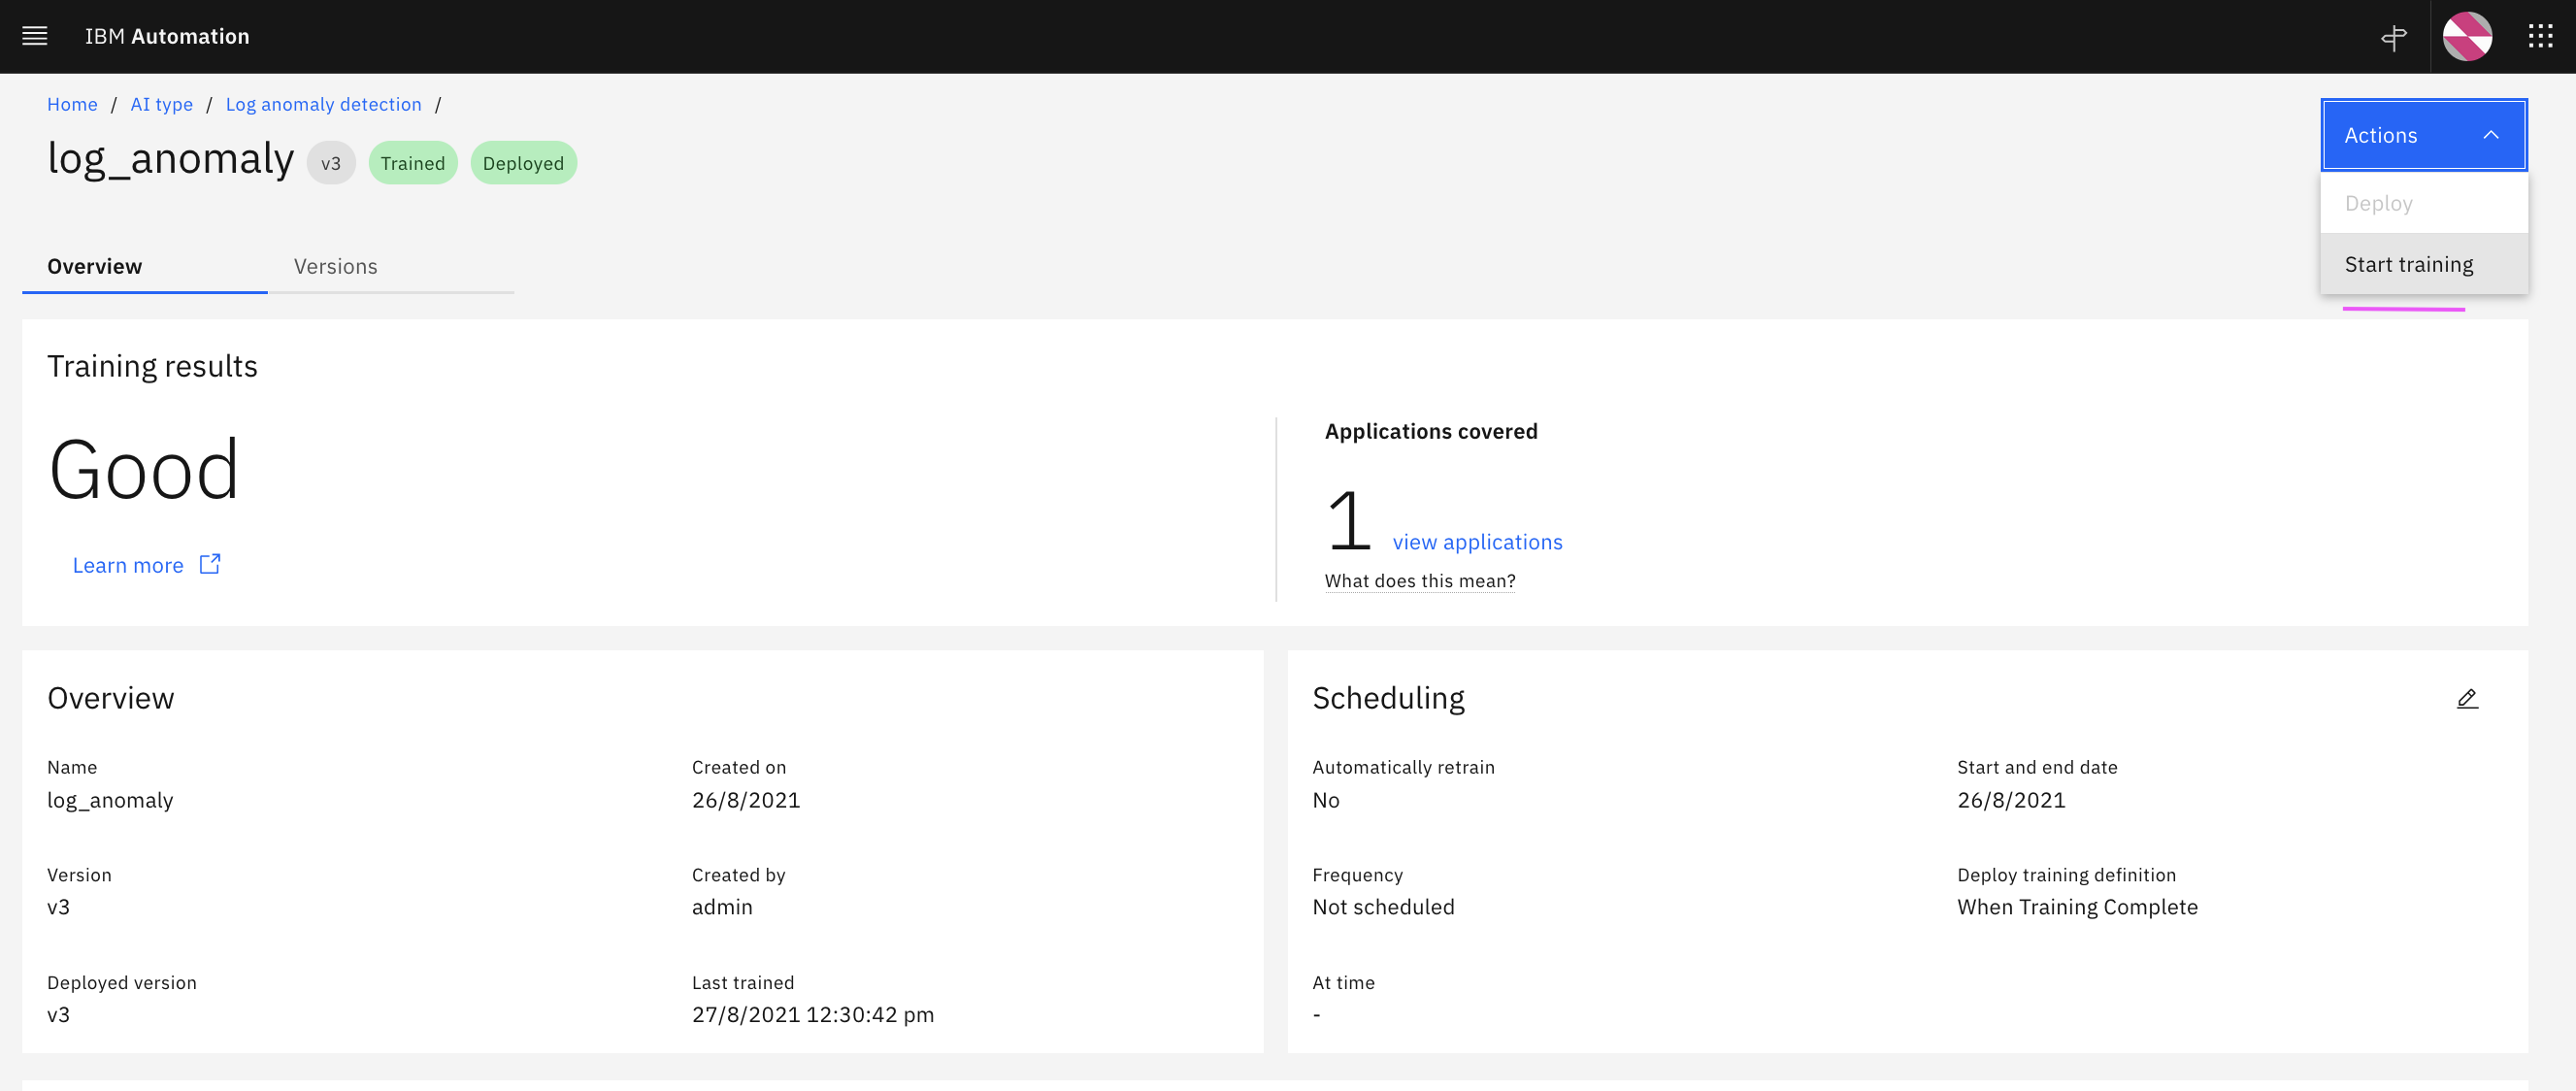 IBM Automation
Home / AI type / Log anomaly detection /
log_anomaly v3 Trained Deployed
Actions
Deploy
Start training
Overview Versions
Training results
Good
Learn more
Applications covered
1 view applications
What does this mean?
Overview
Name
log_anomaly
Created on
26/8/2021
Version
v3
Created by
admin
Deployed version
v3
Last trained
27/8/2021 12:30:42 pm
Scheduling
Automatically retrain
No
Start and end date
26/8/2021
Frequency
Not scheduled
Deploy training definition
When Training Complete
At time
-